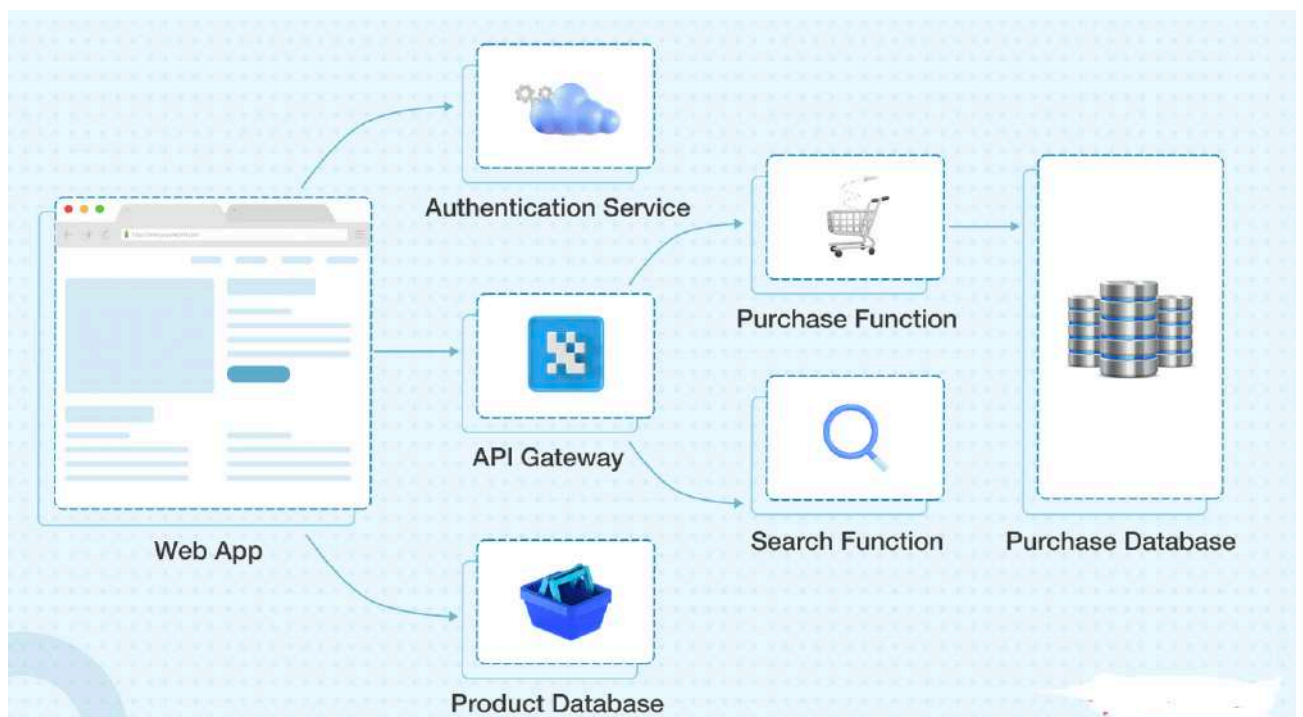 Authentication Service
Web App
API Gateway
Product Database
Purchase Function
Search Function
Purchase Database